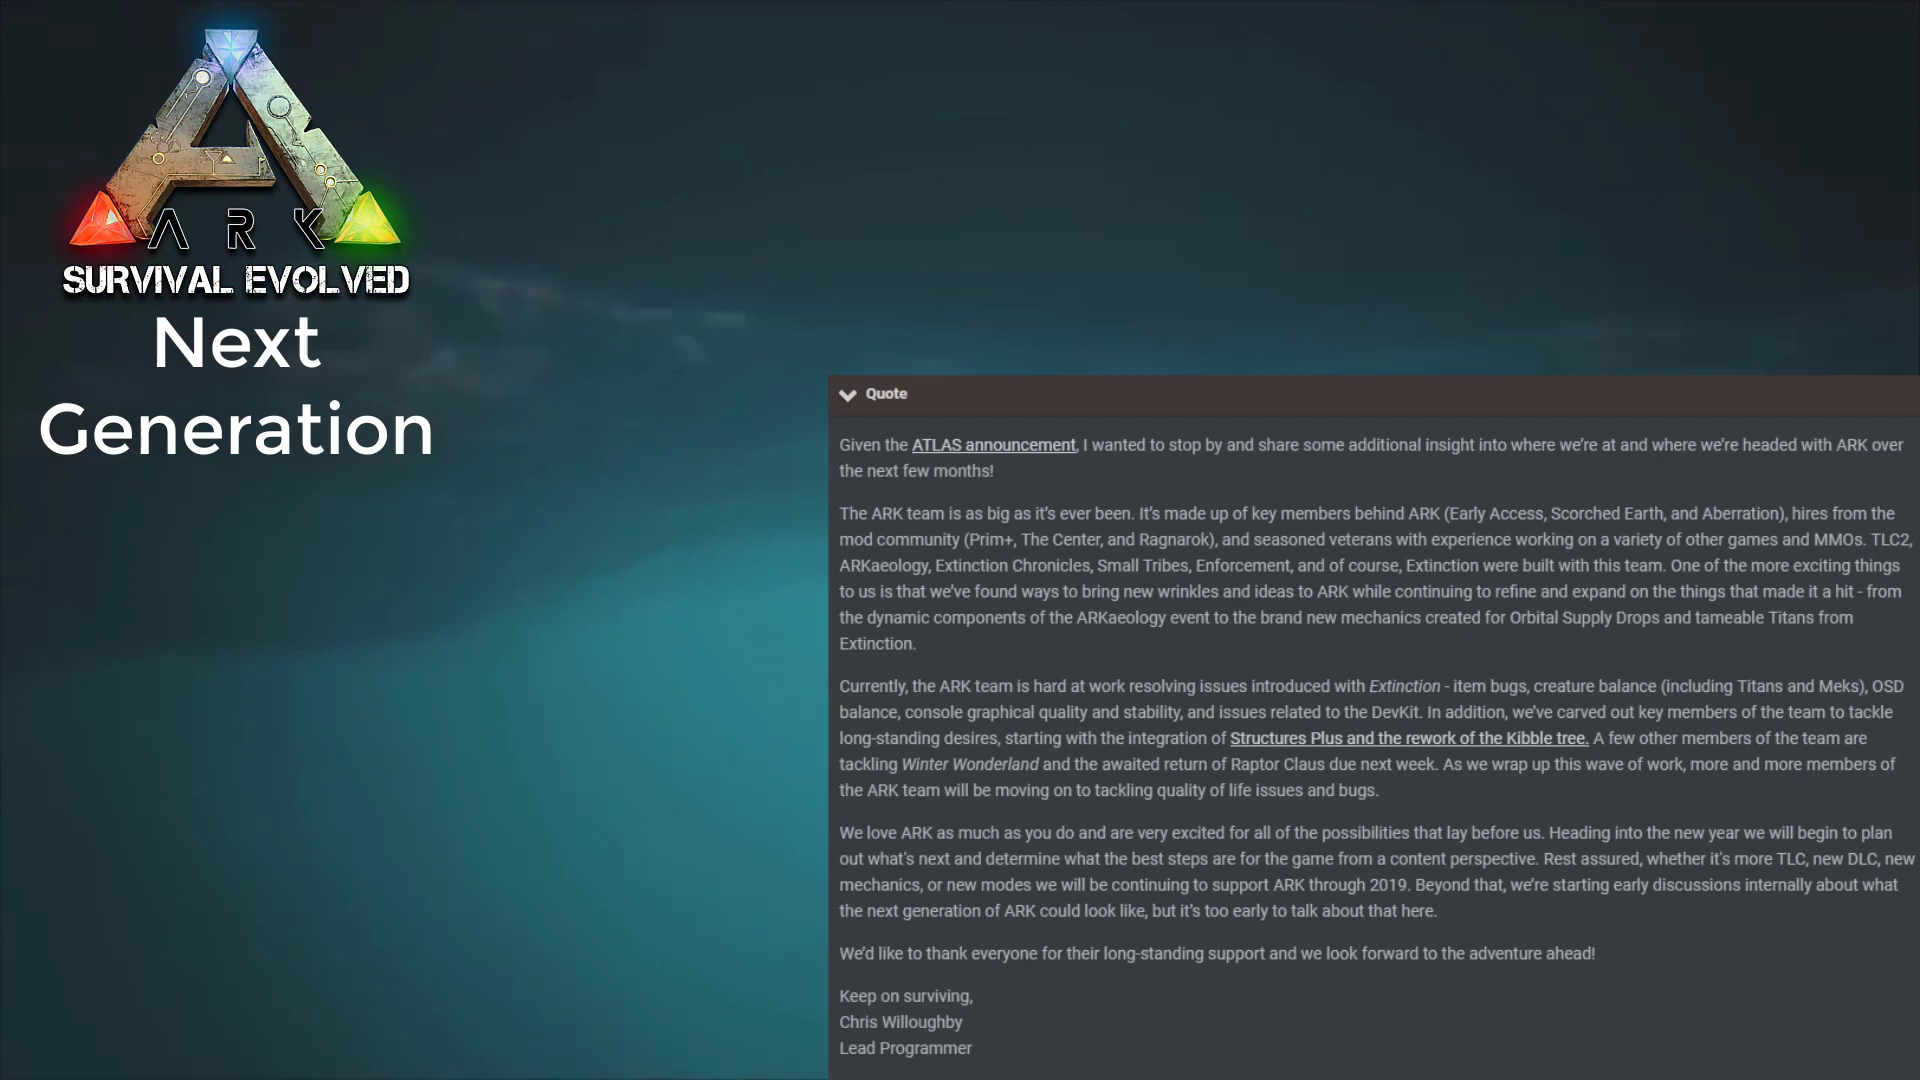 ARK
SURVIVAL EVOLVED
Next
Generation
Quote
Given the ATLAS announcement, I wanted to stop by and share some additional insight into where we’re at and where we’re headed with ARK over
the next few months!
The ARK team is as big as it’s ever been. It’s made up of key members behind ARK (Early Access, Scorched Earth, and Aberration), hires from the
mod community (Prim+, The Center, and Ragnarok), and seasoned veterans with experience working on a variety of other games and MMOs. TLC2,
ARKaeology, Extinction Chronicles, Small Tribes, Enforcement, and of course, Extinction were built with this team. One of the more exciting things
to us is that we’ve found ways to bring new wrinkles and ideas to ARK while continuing to refine and expand on the things that made it a hit - from
the dynamic components of the ARKaeology event to the brand new mechanics created for Orbital Supply Drops and tameable Titans from
Extinction.
Currently, the ARK team is hard at work resolving issues introduced with Extinction - item bugs, creature balance (including Titans and Meks), OSD
balance, console graphical quality and stability, and issues related to the DevKit. In addition, we’ve carved out key members of the team to tackle
long-standing desires, starting with the integration of Structures Plus and the rework of the Kibble tree. A few other members of the team are
tackling Winter Wonderland and the awaited return of Raptor Claus due next week. As we wrap up this wave of work, more and more members of
the ARK team will be moving on to tackling quality of life issues and bugs.
We love ARK as much as you do and are very excited for all of the possibilities that lay before us. Heading into the new year we will begin to plan
out what's next and determine what the best steps are for the game from a content perspective. Rest assured, whether it's more TLC, new DLC, new
mechanics, or new modes we will be continuing to support ARK through 2019. Beyond that, we’re starting early discussions internally about what
the next generation of ARK could look like, but it’s too early to talk about that here.
We’d like to thank everyone for their long-standing support and we look forward to the adventure ahead!
Keep on surviving,
Chris Willoughby
Lead Programmer